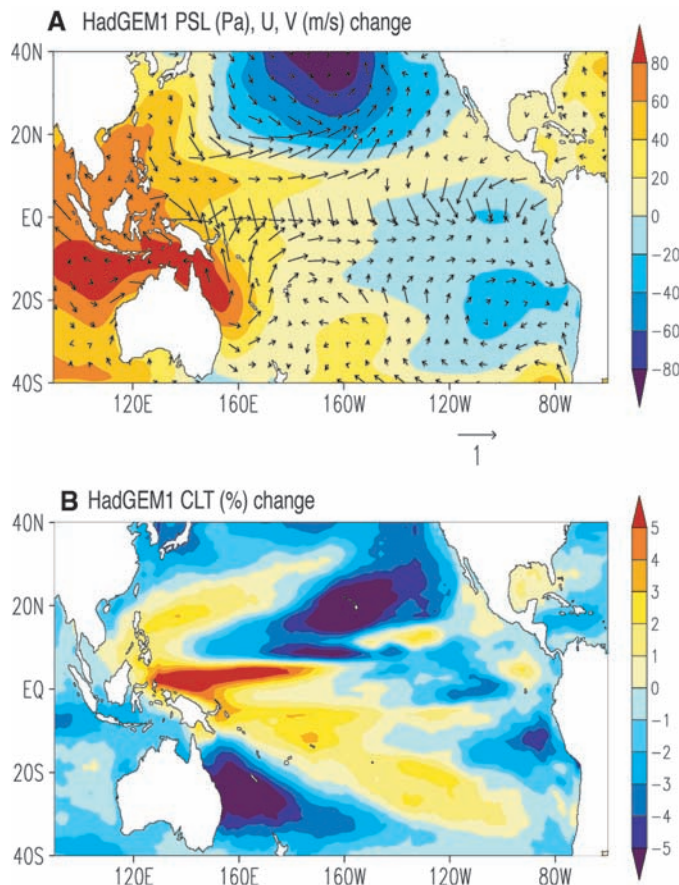 A HadGEM1 PSL (Pa), U, V (m/s) change
40N
20N
EQ
20S
40S
120E 160E 160W 120W 80W
80
60
40
20
0
−20
−40
−60
−80
1
B HadGEM1 CLT (%) change
40N
20N
EQ
20S
40S
120E 160E 160W 120W 80W
5
4
3
2
1
0
−1
−2
−3
−4
−5